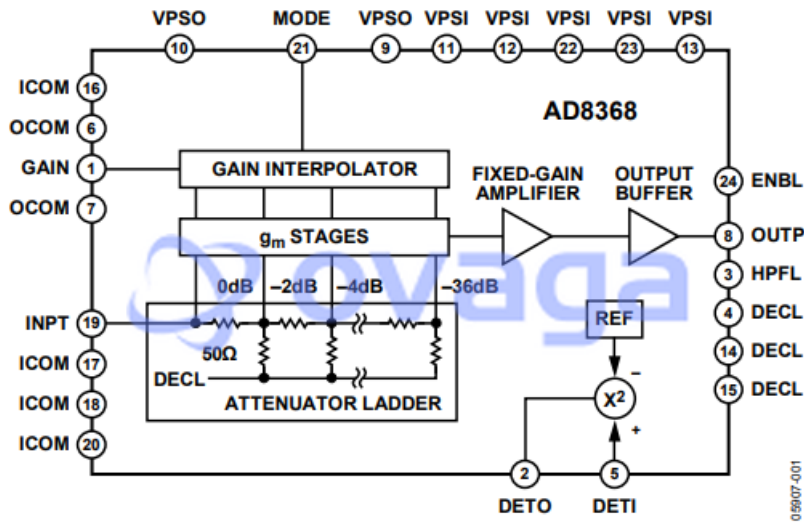 VPSO MODE VPSO VPSI VPSI VPSI VPSI VPSI
10 21 9 11 12 22 23 13
ICOM 16
OCOM 6
GAIN 1
OCOM 7
INPT 19
ICOM 17
ICOM 18
ICOM 20
AD8368
GAIN INTERPOLATOR
FIXED-GAIN
AMPLIFIER
OUTPUT
BUFFER
gm STAGES
0dB –2dB –4dB –36dB
50Ω
DECL
ATTENUATOR LADDER
ovaga
REF
–
X²
+
24 ENBL
8 OUTP
3 HPFL
4 DECL
14 DECL
15 DECL
2 5
DETO DETI
05907-001